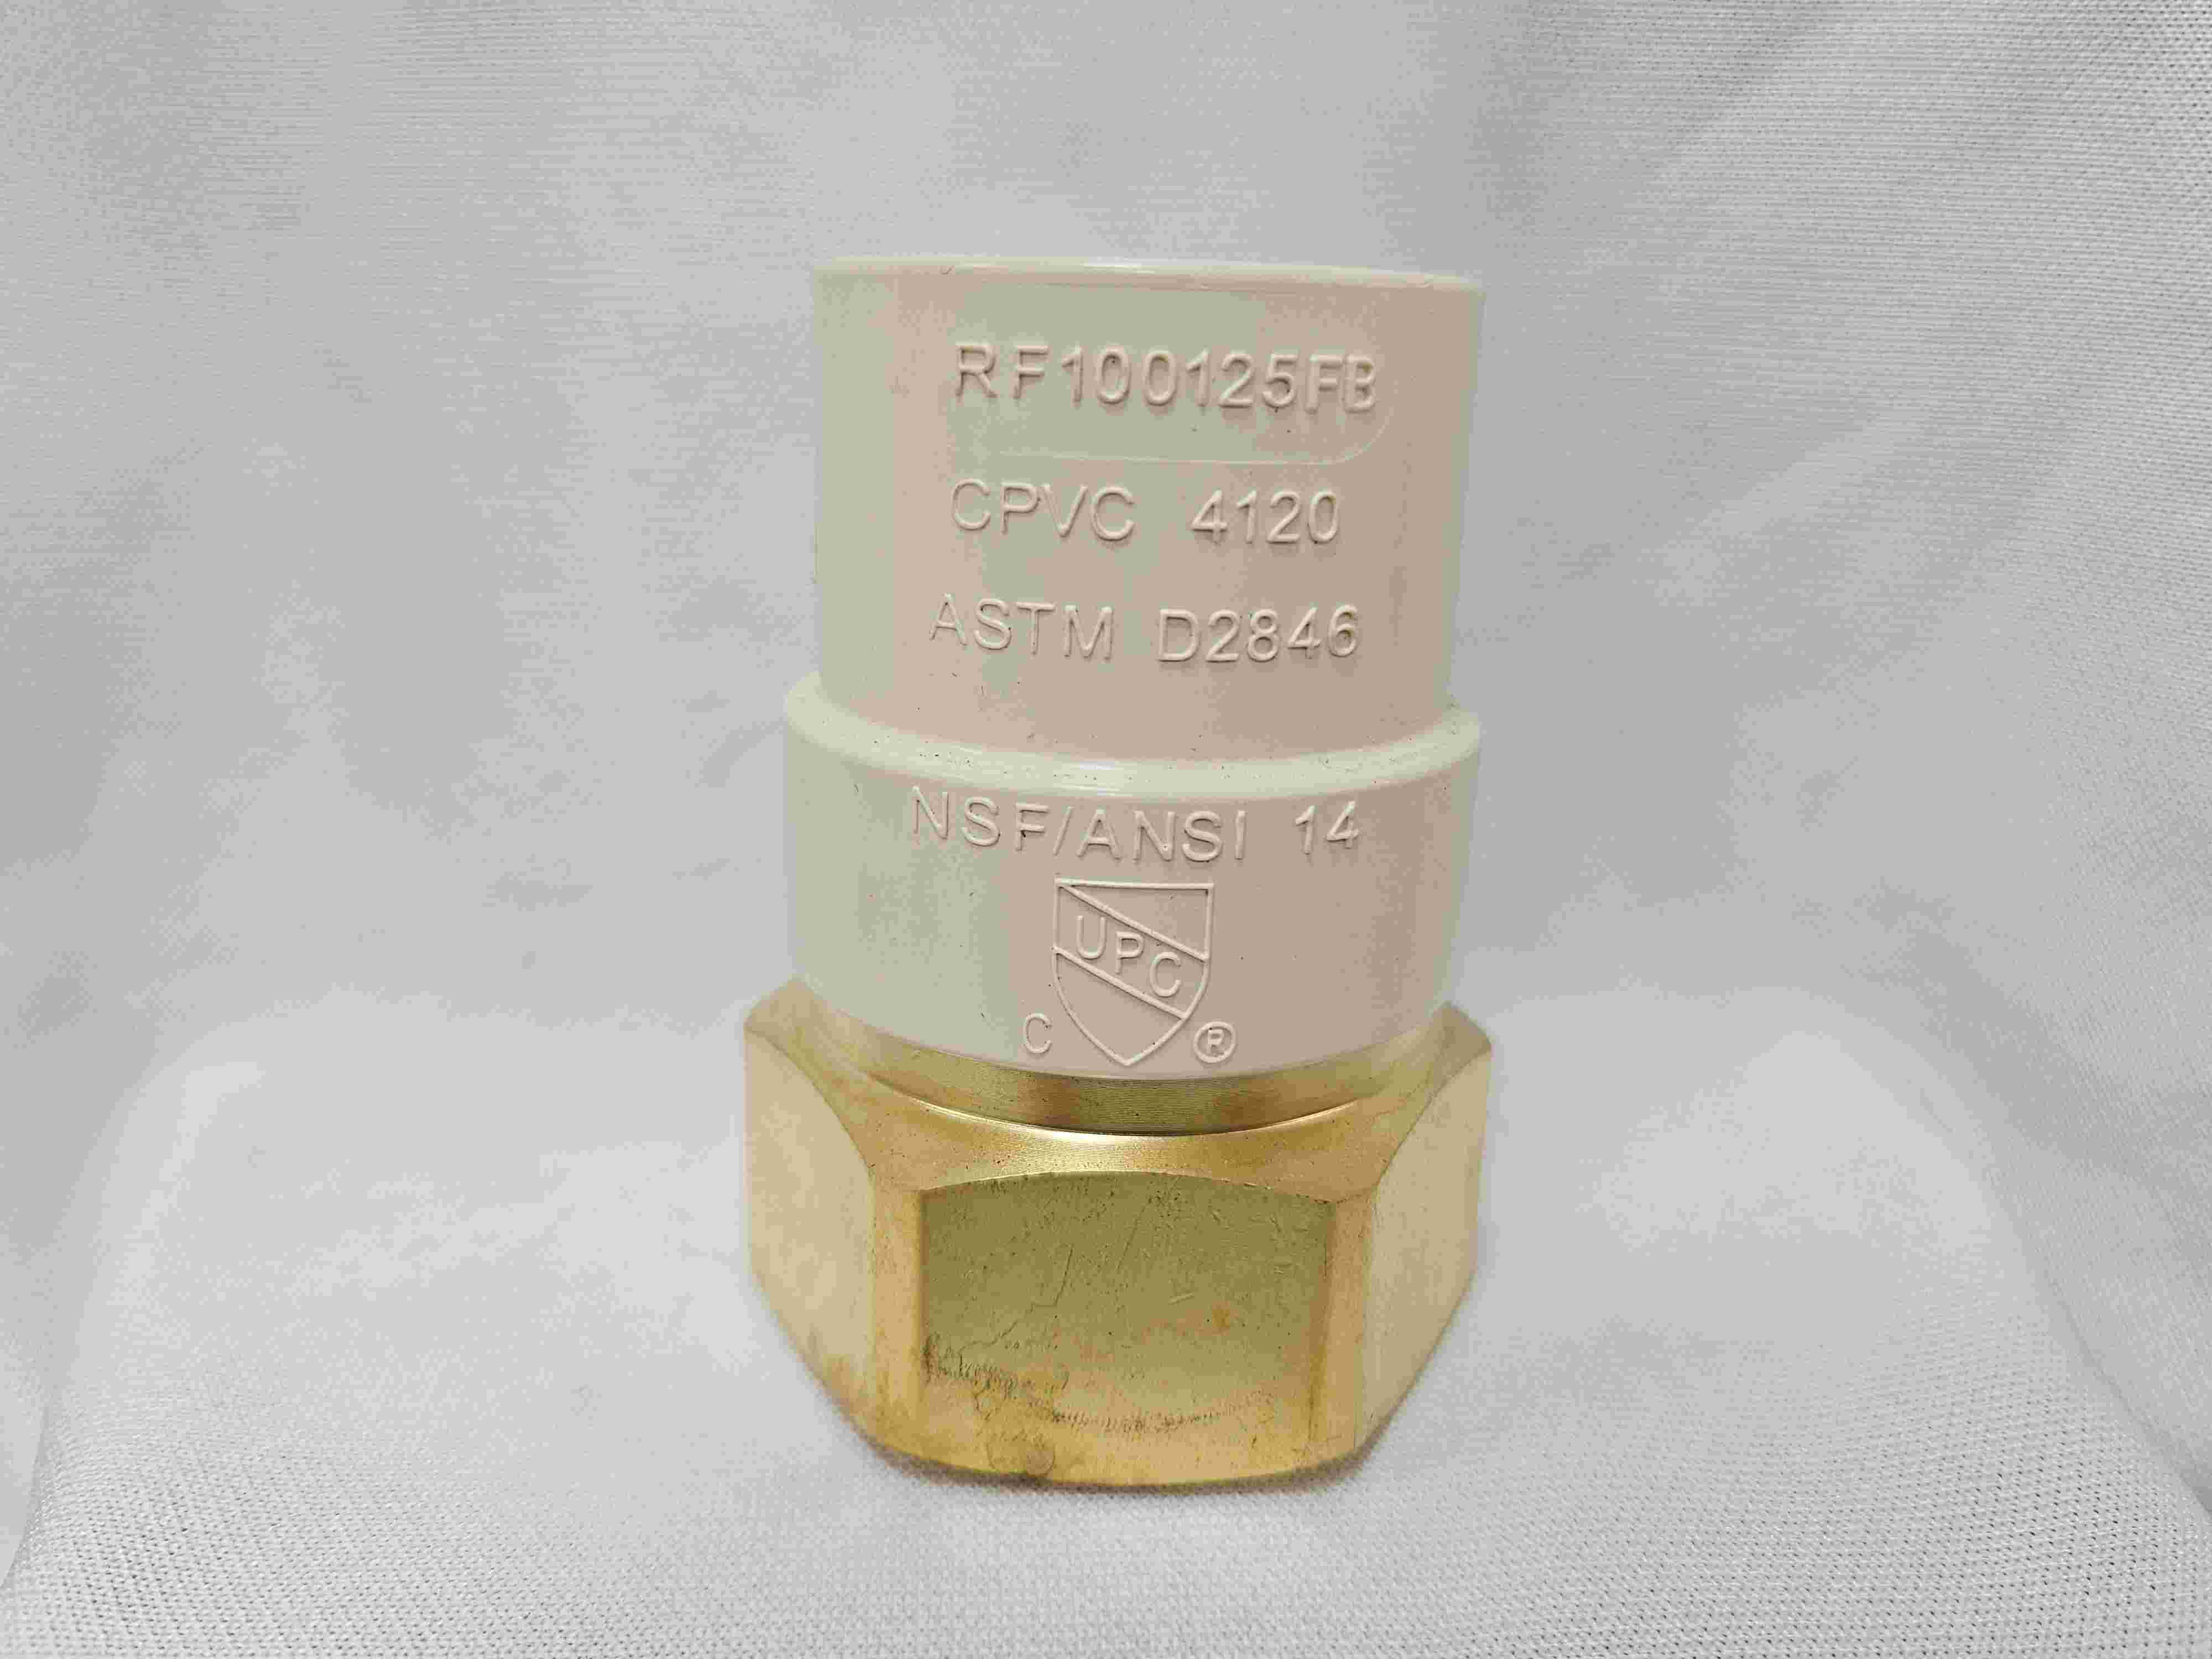 RF100125FB
CPVC 4120
ASTM D2846
NSF/ANSI 14
UPC
C ®